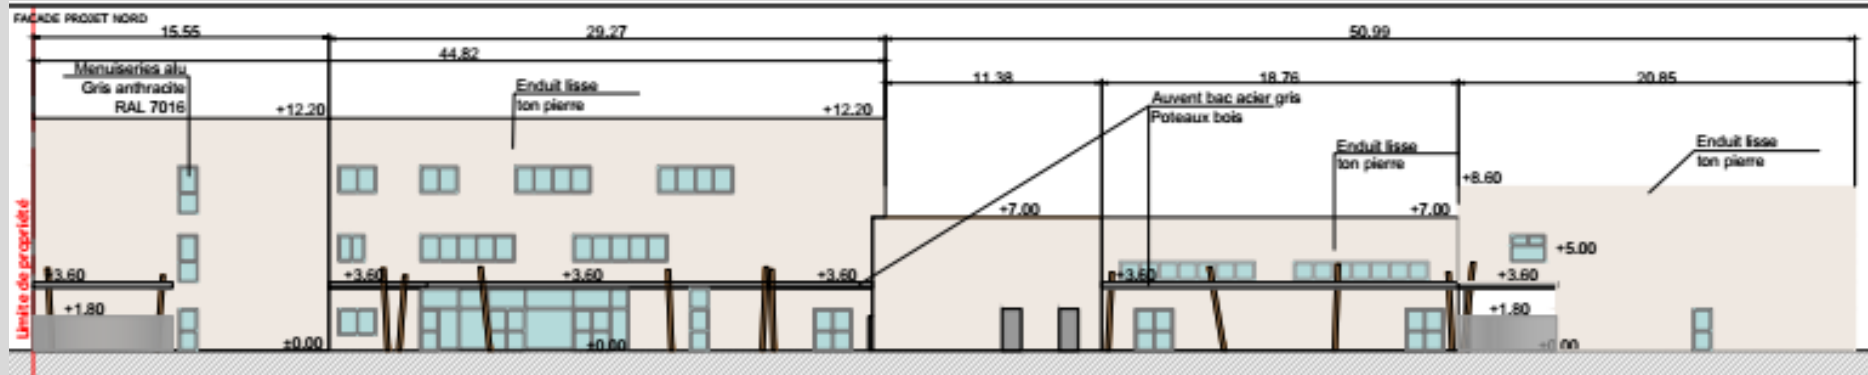 FACADE PROJET NORD
15.55
29.27
50.99
44.82
11.38
18.76
20.85
Menuiseries alu
Gris anthracite
RAL 7016
Enduit lisse
ton pierre
+12.20
+12.20
Auvent bac acier gris
Poteaux bois
Enduit lisse
ton pierre
Enduit lisse
ton pierre
+8.60
+7.00
+7.00
+5.00
Limite de propriété
+3.60
+3.60
+3.60
+3.60
+3.60
+3.60
+1.80
+1.80
±0.00
±0.00
±0.00